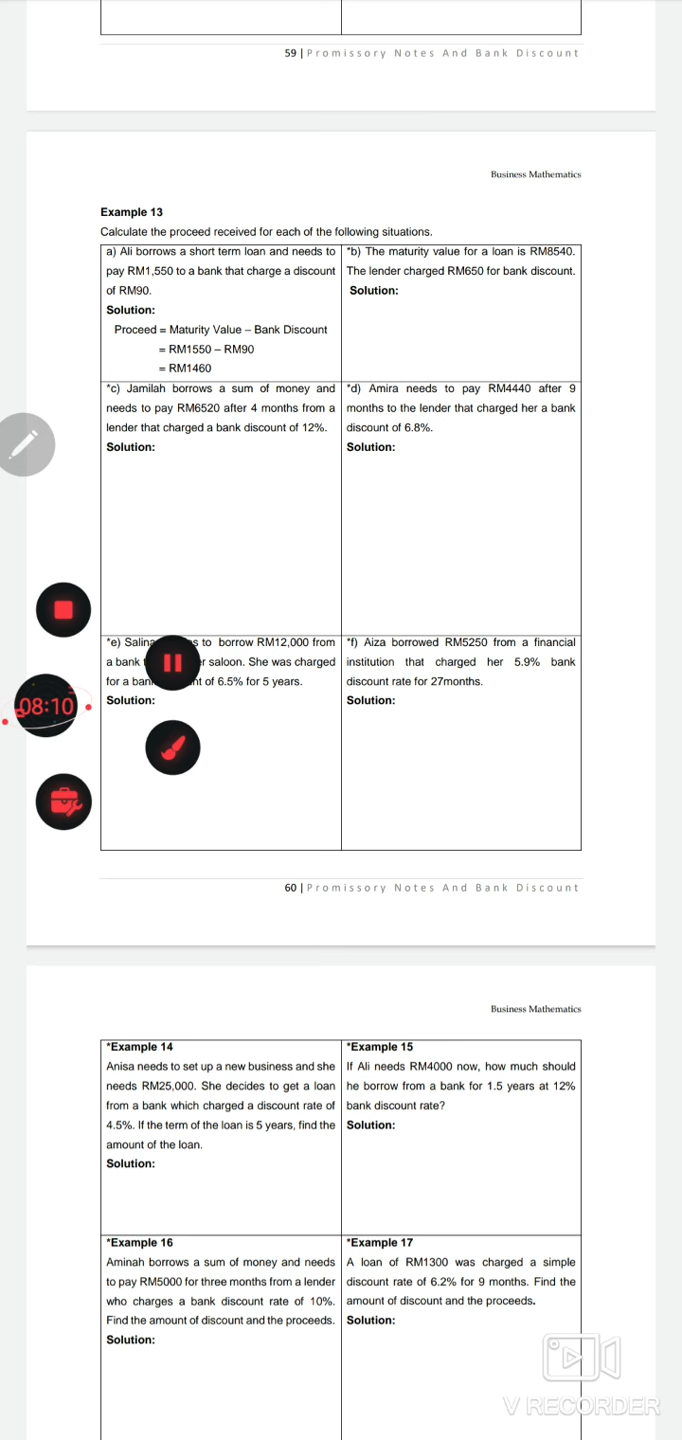 59 | Promissory Notes And Bank Discount
Business Mathematics
Example 13
Calculate the proceed received for each of the following situations.
a) Ali borrows a short term loan and needs to
pay RM1,550 to a bank that charge a discount
of RM90.
Solution:
Proceed = Maturity Value – Bank Discount
= RM1550 – RM90
= RM1460
*b) The maturity value for a loan is RM8540.
The lender charged RM650 for bank discount.
Solution:
*c) Jamilah borrows a sum of money and
needs to pay RM6520 after 4 months from a
lender that charged a bank discount of 12%.
Solution:
*d) Amira needs to pay RM4440 after 9
months to the lender that charged her a bank
discount of 6.8%.
Solution:
*e) Salina to borrow RM12,000 from
a bank saloon. She was charged
for a of 6.5% for 5 years.
Solution:
*f) Aiza borrowed RM5250 from a financial
institution that charged her 5.9% bank
discount rate for 27months.
Solution:
08:10
60 | Promissory Notes And Bank Discount
Business Mathematics
*Example 14
Anisa needs to set up a new business and she
needs RM25,000. She decides to get a loan
from a bank which charged a discount rate of
4.5%. If the term of the loan is 5 years, find the
amount of the loan.
Solution:
*Example 15
If Ali needs RM4000 now, how much should
he borrow from a bank for 1.5 years at 12%
bank discount rate?
Solution:
*Example 16
Aminah borrows a sum of money and needs
to pay RM5000 for three months from a lender
who charges a bank discount rate of 10%.
Find the amount of discount and the proceeds.
Solution:
*Example 17
A loan of RM1300 was charged a simple
discount rate of 6.2% for 9 months. Find the
amount of discount and the proceeds.
Solution:
V RECORDER